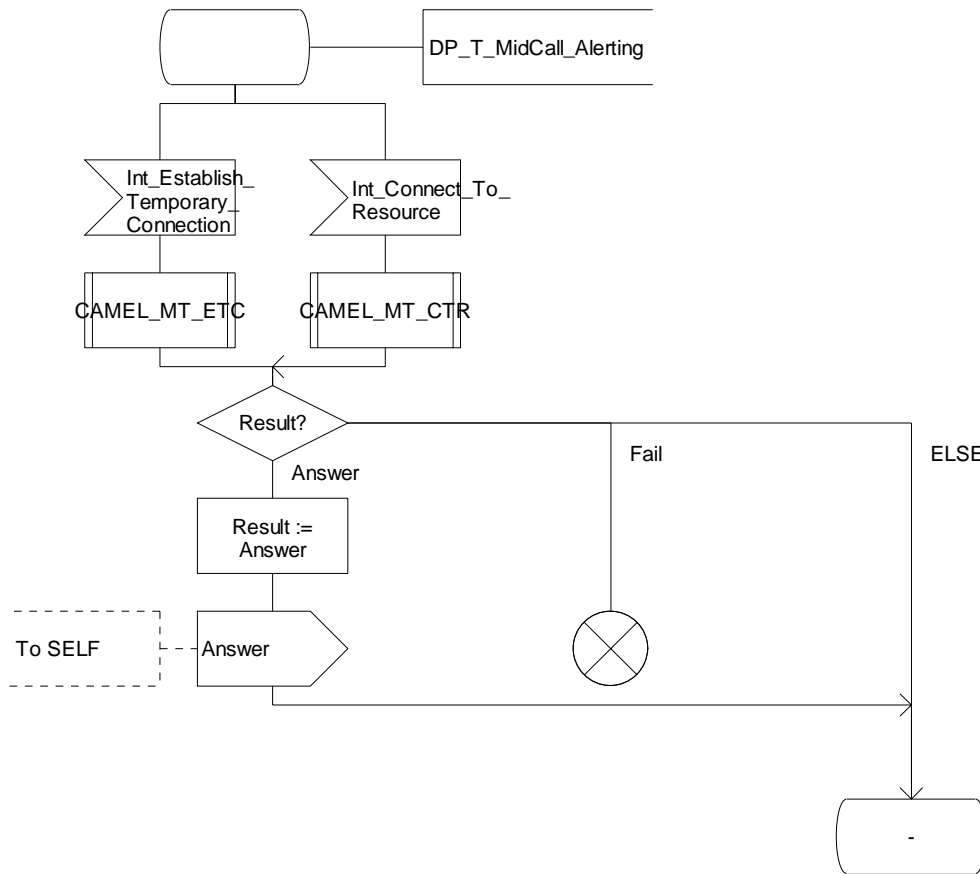 DP_T_MidCall_Alerting
Int_Establish_
Temporary_
Connection
Int_Connect_To_
Resource
CAMEL_MT_ETC
CAMEL_MT_CTR
Result?
Fail
ELSE
Answer
Result :=
Answer
To SELF
Answer
-